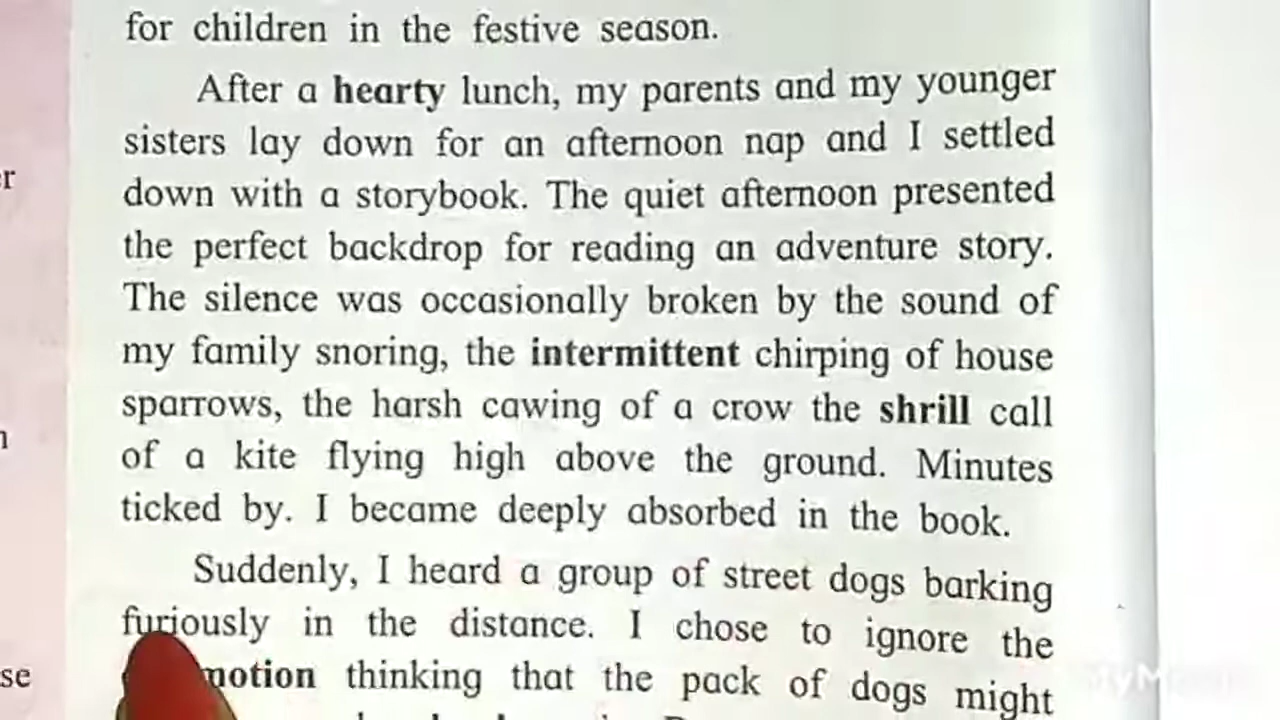 for children in the festive season.
After a hearty lunch, my parents and my younger
sisters lay down for an afternoon nap and I settled
down with a storybook. The quiet afternoon presented
the perfect backdrop for reading an adventure story.
The silence was occasionally broken by the sound of
my family snoring, the intermittent chirping of house
sparrows, the harsh cawing of a crow the shrill call
of a kite flying high above the ground. Minutes
ticked by. I became deeply absorbed in the book.
Suddenly, I heard a group of street dogs barking
furiously in the distance. I chose to ignore the
thinking that the pack of dogs might
se